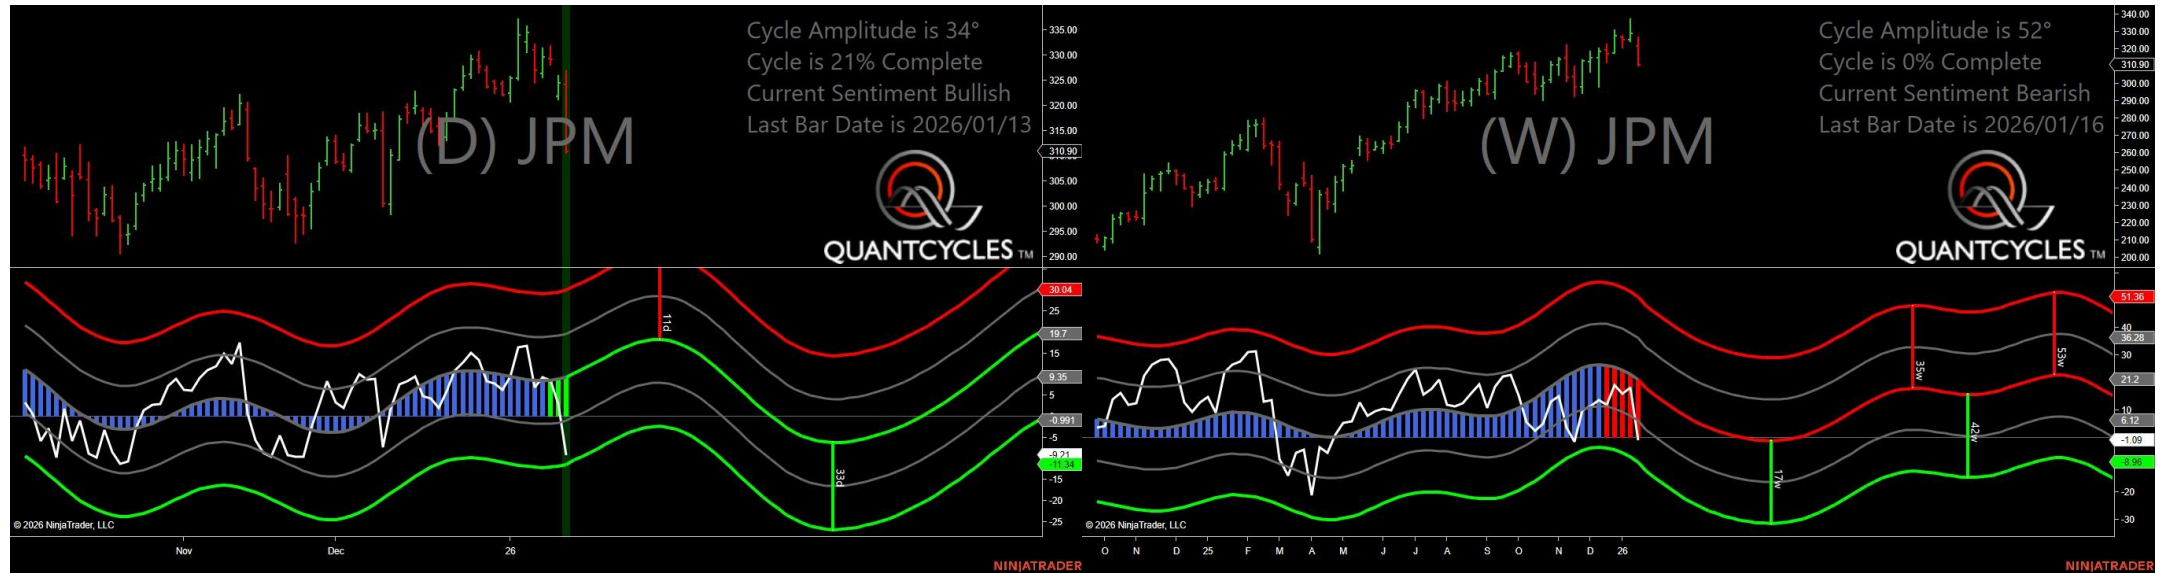 Cycle Amplitude is 34°
Cycle is 21% Complete
Current Sentiment Bullish
Last Bar Date is 2026/01/13
(D) JPM
QUANTCYCLES TM
335.00
330.00
325.00
320.00
315.00
310.90
305.00
300.00
295.00
290.00
30.04
25
19.7
15
9.35
5
-0.991
-5
-9.21
-11.34
-15
-20
-25
11d
33d
© 2026 NinjaTrader, LLC
Nov
Dec
26
NINJATRADER
Cycle Amplitude is 52°
Cycle is 0% Complete
Current Sentiment Bearish
Last Bar Date is 2026/01/16
(W) JPM
QUANTCYCLES TM
340.00
330.00
320.00
310.90
300.00
290.00
280.00
270.00
260.00
250.00
240.00
230.00
220.00
210.00
200.00
51.36
40
36.28
30
21.2
10
6.12
-1.09
-8.96
-20
-30
17w
35w
42w
53w
© 2026 NinjaTrader, LLC
O N D 25 F M A M J J A S O N D 26
NINJATRADER